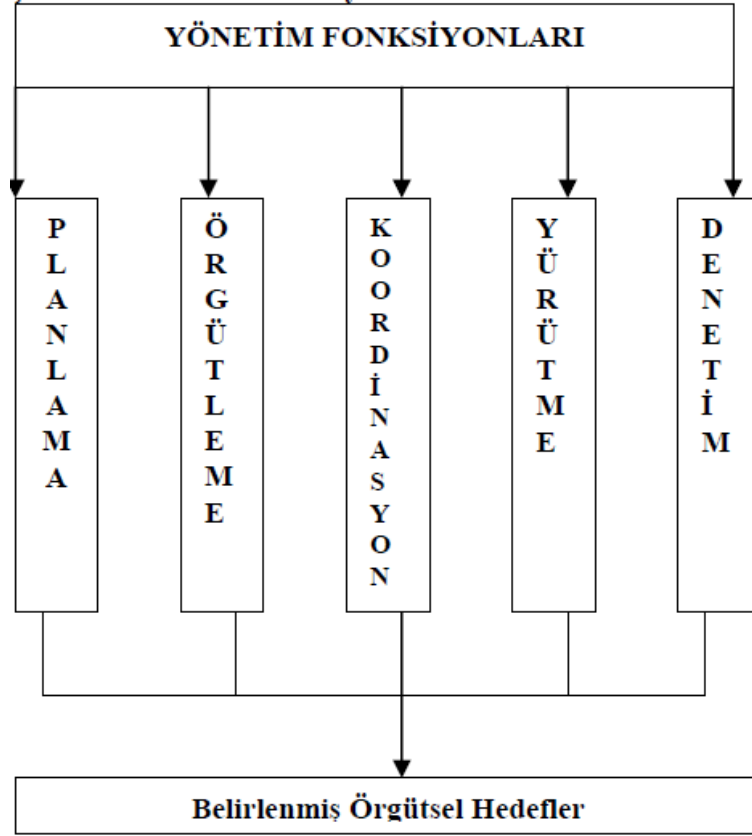 YÖNETİM FONKSİYONLARI
PLANLAMA
ÖRGÜTLEME
KOORDİNASYON
YÜRÜTME
DENETİM
Belirlenmiş Örgütsel Hedefler